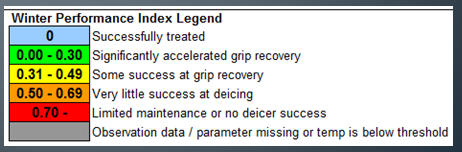 Winter Performance Index Legend
0 Successfully treated
0.00 - 0.30 Significantly accelerated grip recovery
0.31 - 0.49 Some success at grip recovery
0.50 - 0.69 Very little success at deicing
0.70 - Limited maintenance or no deicer success
Observation data / parameter missing or temp is below threshold